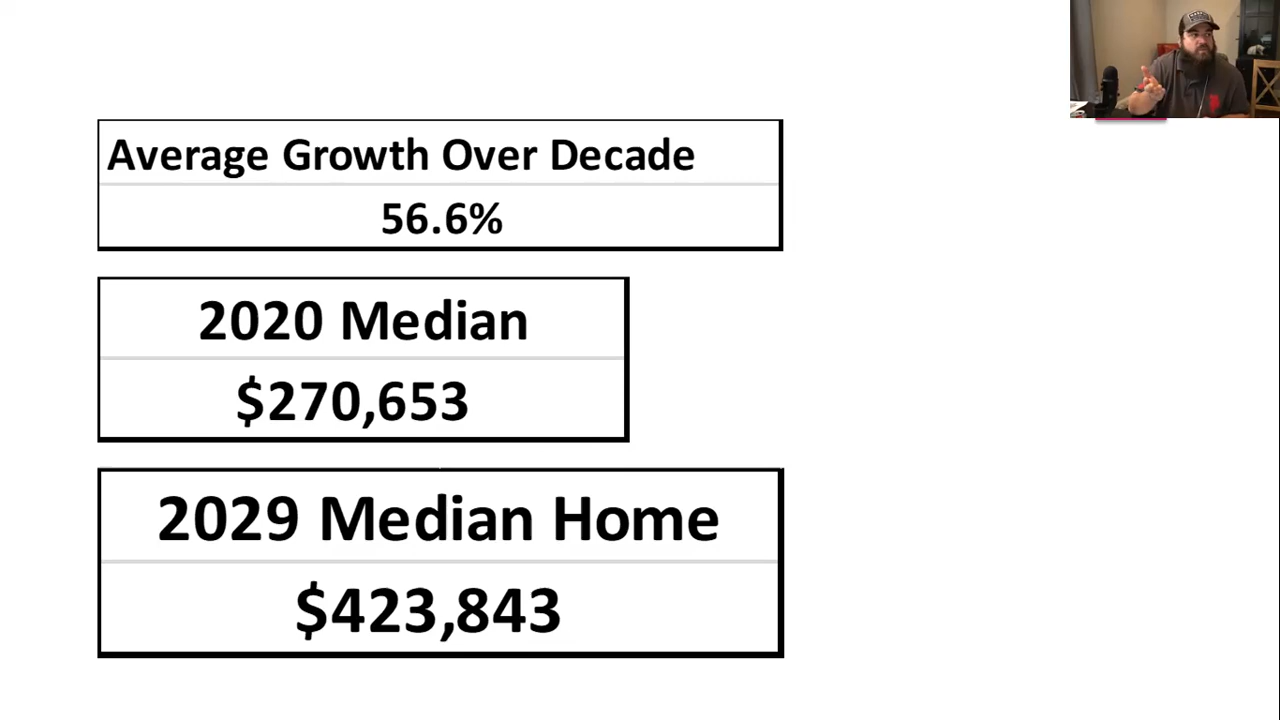 Average Growth Over Decade
56.6%
2020 Median
$270,653
2029 Median Home
$423,843